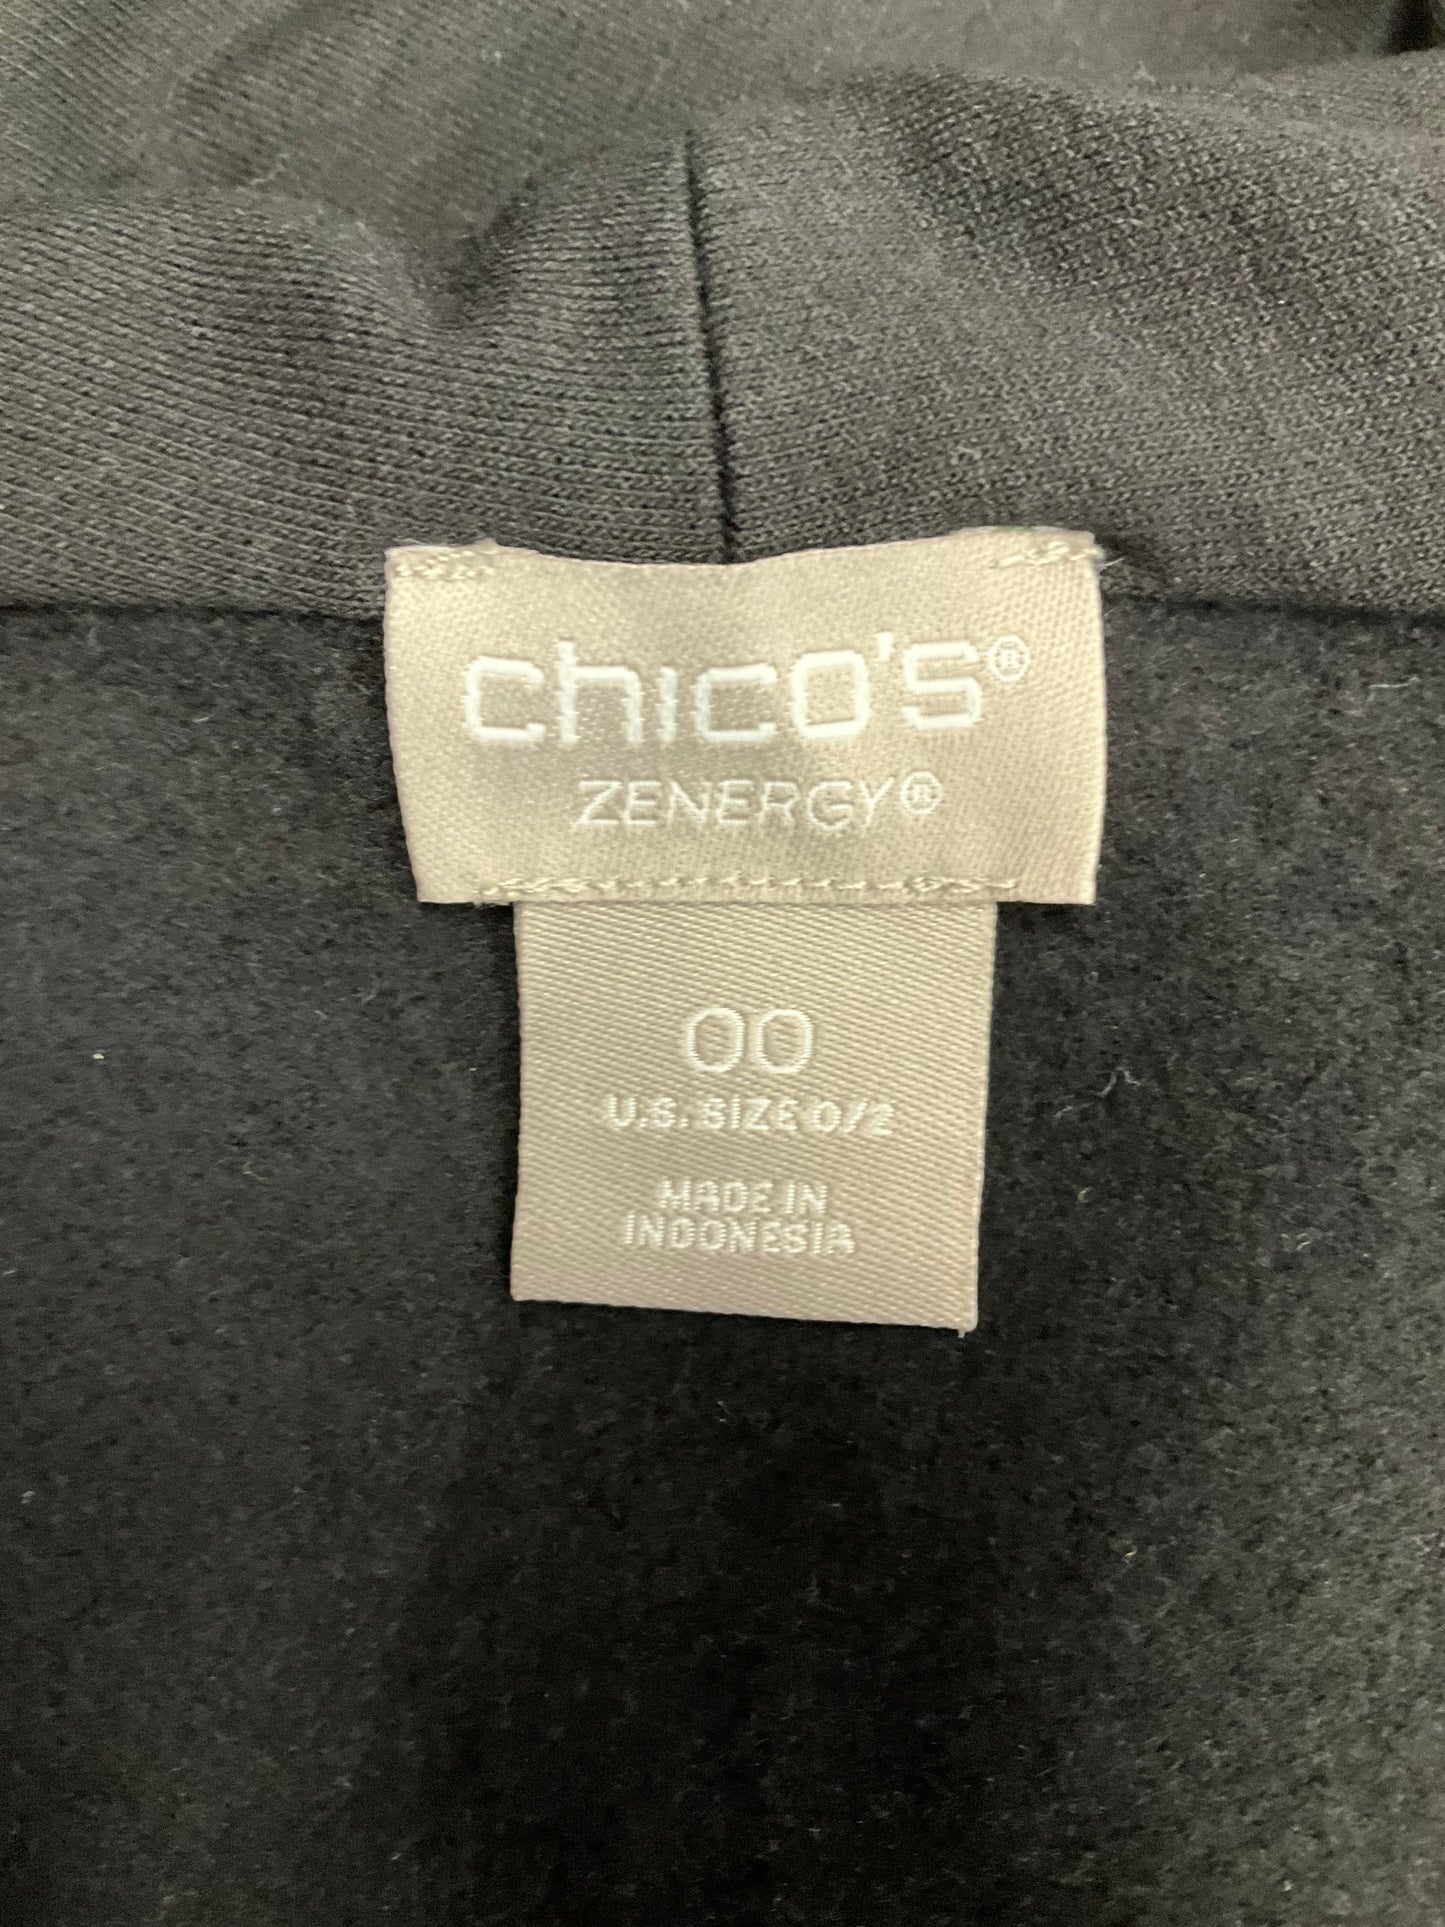 chico's®
ZENERGY®
00
U.S. SIZE 0/2
MADE IN
INDONESIA